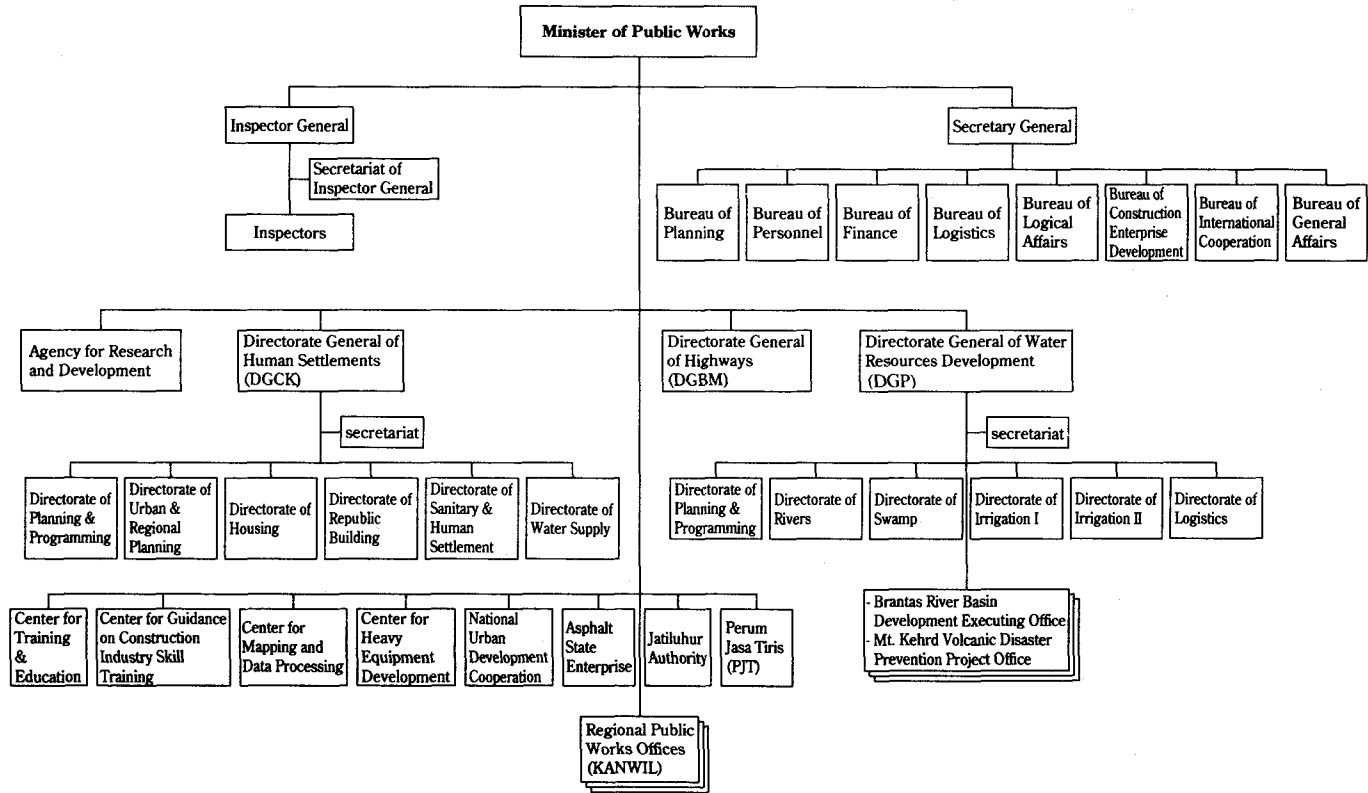 Minister of Public Works
Inspector General
Secretary General
Secretariat of
Inspector General
Inspectors
Bureau of
Planning
Bureau of
Personnel
Bureau of
Finance
Bureau of
Logistics
Bureau of
Logical
Affairs
Bureau of
Construction
Enterprise
Development
Bureau of
International
Cooperation
Bureau of
General
Affairs
Agency for Research
and Development
Directorate General of
Human Settlements
(DGCK)
Directorate General
of Highways
(DGBM)
Directorate General of Water
Resources Development
(DGP)
secretariat
secretariat
Directorate of
Planning &
Programming
Directorate of
Urban &
Regional
Planning
Directorate of
Housing
Directorate of
Republic
Building
Directorate of
Sanitary &
Human
Settlement
Directorate of
Water Supply
Directorate of
Planning &
Programming
Directorate of
Rivers
Directorate of
Swamp
Directorate of
Irrigation I
Directorate of
Irrigation II
Directorate of
Logistics
Center for
Training
&
Education
Center for Guidance
on Construction
Industry Skill
Training
Center for
Mapping and
Data Processing
Center for
Heavy
Equipment
Development
National
Urban
Development
Cooperation
Asphalt
State
Enterprise
Jatiluhur
Authority
Perum
Jasa Tiris
(PJT)
- Brantas River Basin
Development Executing Office
- Mt. Kehrd Volcanic Disaster
Prevention Project Office
Regional Public
Works Offices
(KANWIL)